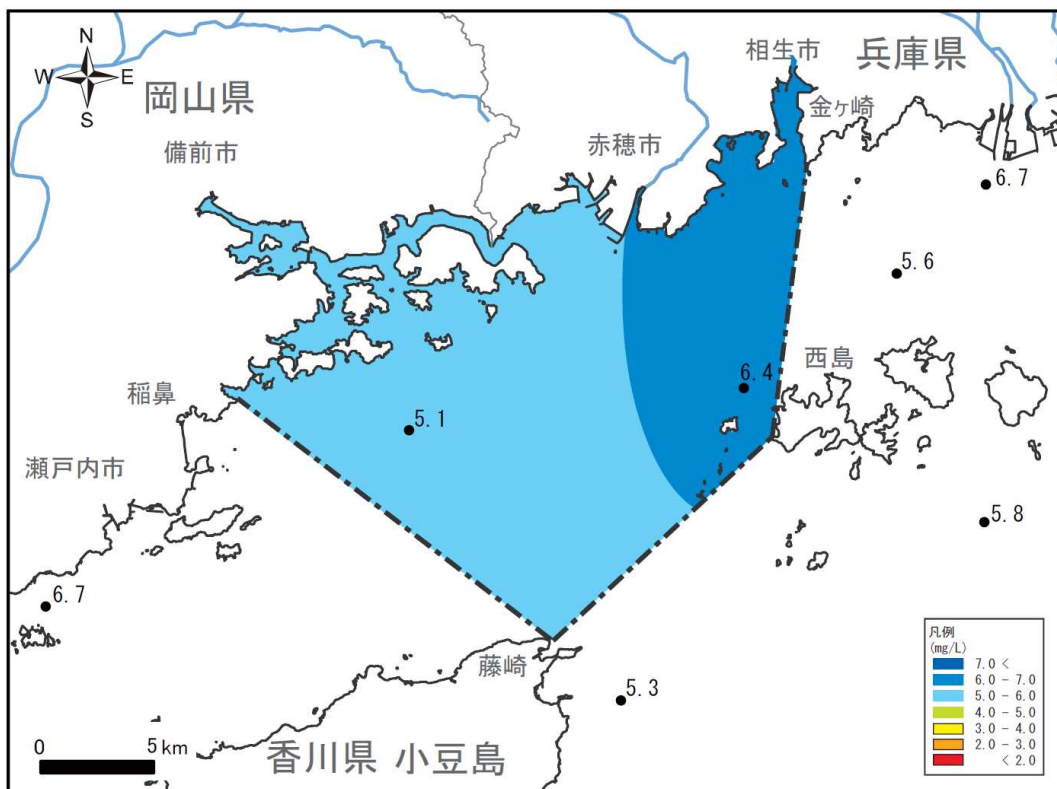 N
W E
S
相生市
兵庫県
岡山県
金ヶ崎
備前市
赤穂市
6.7
5.6
西島
6.4
稲鼻
5.1
瀬戸内市
5.8
6.7
藤崎
5.3
0 5km
香川県 小豆島
凡例
(mg/L)
7.0 <
6.0 - 7.0
5.0 - 6.0
4.0 - 5.0
3.0 - 4.0
2.0 - 3.0
< 2.0